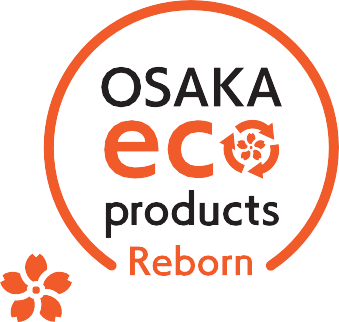 OSAKA
eco
products
Reborn